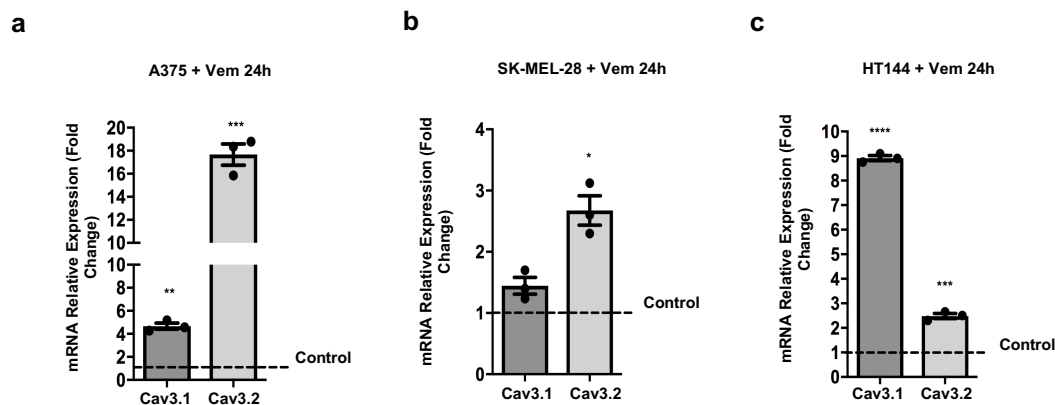 a
A375 + Vem 24h
mRNA Relative Expression (Fold
Change)
20
18
16
14
12
10
10
8
6
4
2
0
**
***
Control
Cav3.1 Cav3.2
b
SK-MEL-28 + Vem 24h
mRNA Relative Expression (Fold
Change)
4
3
2
1
0
*
Control
Cav3.1 Cav3.2
c
HT144 + Vem 24h
mRNA Relative Expression (Fold
Change)
10
9
8
7
6
5
4
3
2
1
0
****
***
Control
Cav3.1 Cav3.2